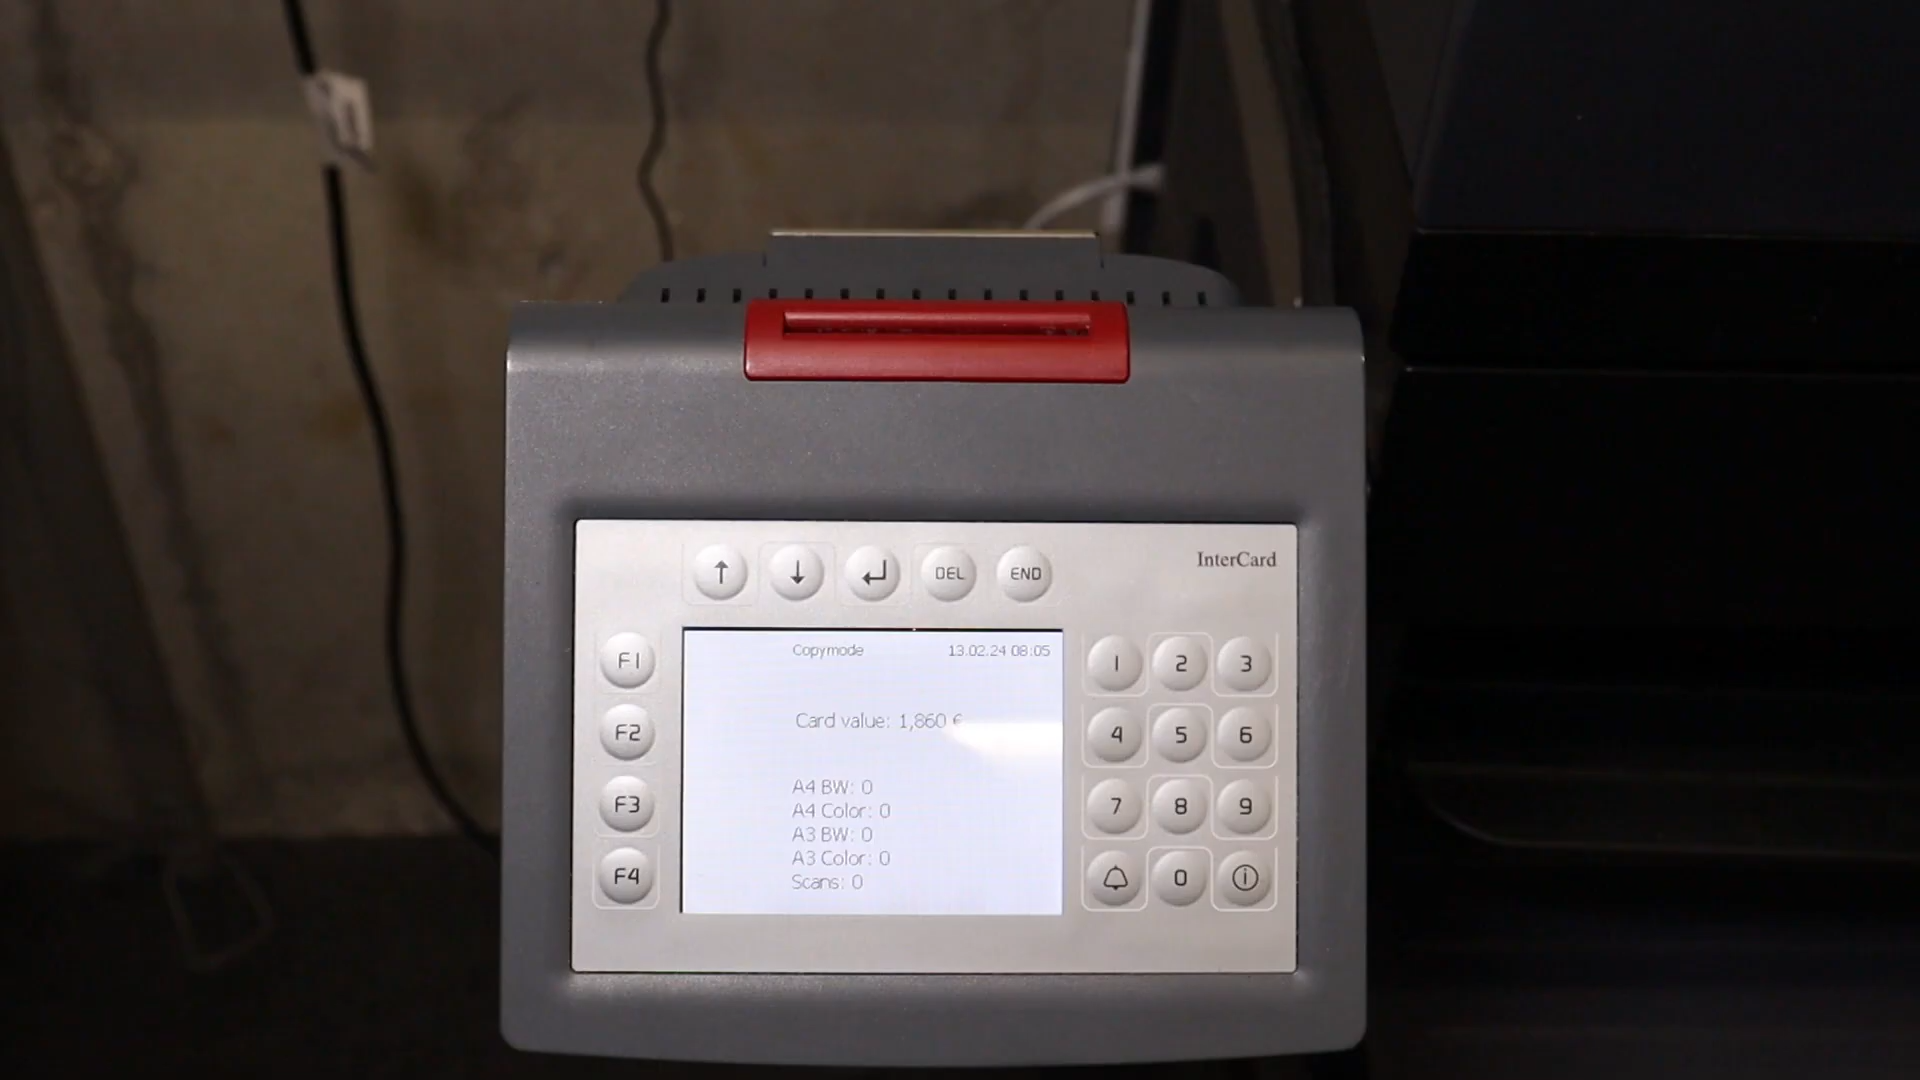 ↑ ↓ ↵ DEL END
InterCard
F1
F2
F3
F4
Copymode 13.02.24 08:05
Card value: 1,860 €
A4 BW: 0
A4 Color: 0
A3 BW: 0
A3 Color: 0
Scans: 0
1 2 3
4 5 6
7 8 9
0 i